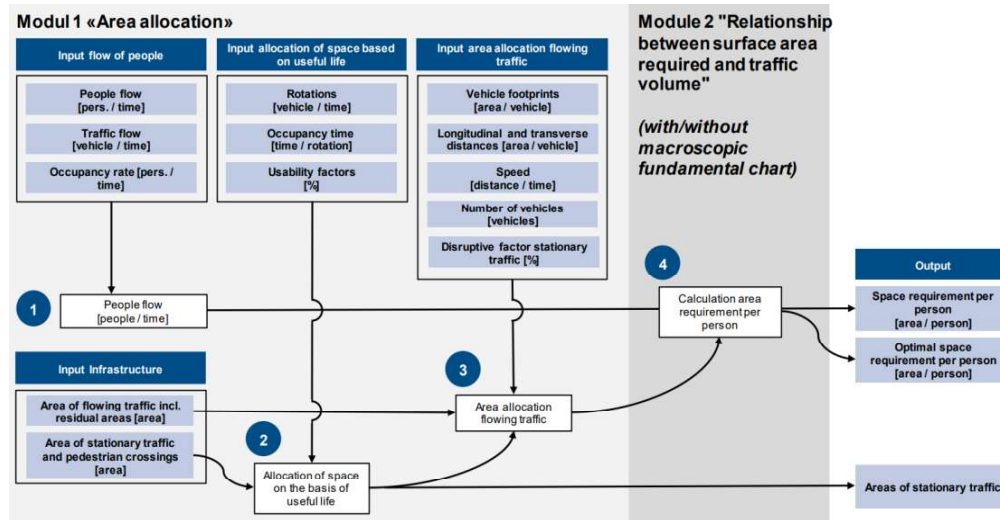 Modul 1 «Area allocation»
Module 2 "Relationship
between surface area
required and traffic
volume"
(with/without
macroscopic
fundamental chart)
Input flow of people
People flow
[pers. / time]
Traffic flow
[vehicle / time]
Occupancy rate [pers. /
time]
Input allocation of space based
on useful life
Rotations
[vehicle / time]
Occupancy time
[time / rotation]
Usability factors
[%]
Input area allocation flowing
traffic
Vehicle footprints
[area / vehicle]
Longitudinal and transverse
distances [area / vehicle]
Speed
[distance / time]
Number of vehicles
[vehicles]
Disruptive factor stationary
traffic [%]
1
People flow
[people / time]
4
Calculation area
requirement per
person
Output
Space requirement per
person
[area / person]
Optimal space
requirement per person
[area / person]
Input Infrastructure
Area of flowing traffic incl.
residual areas [area]
Area of stationary traffic
and pedestrian crossings
[area]
3
Area allocation
flowing traffic
2
Allocation of space
on the basis of
useful life
Areas of stationary traffic